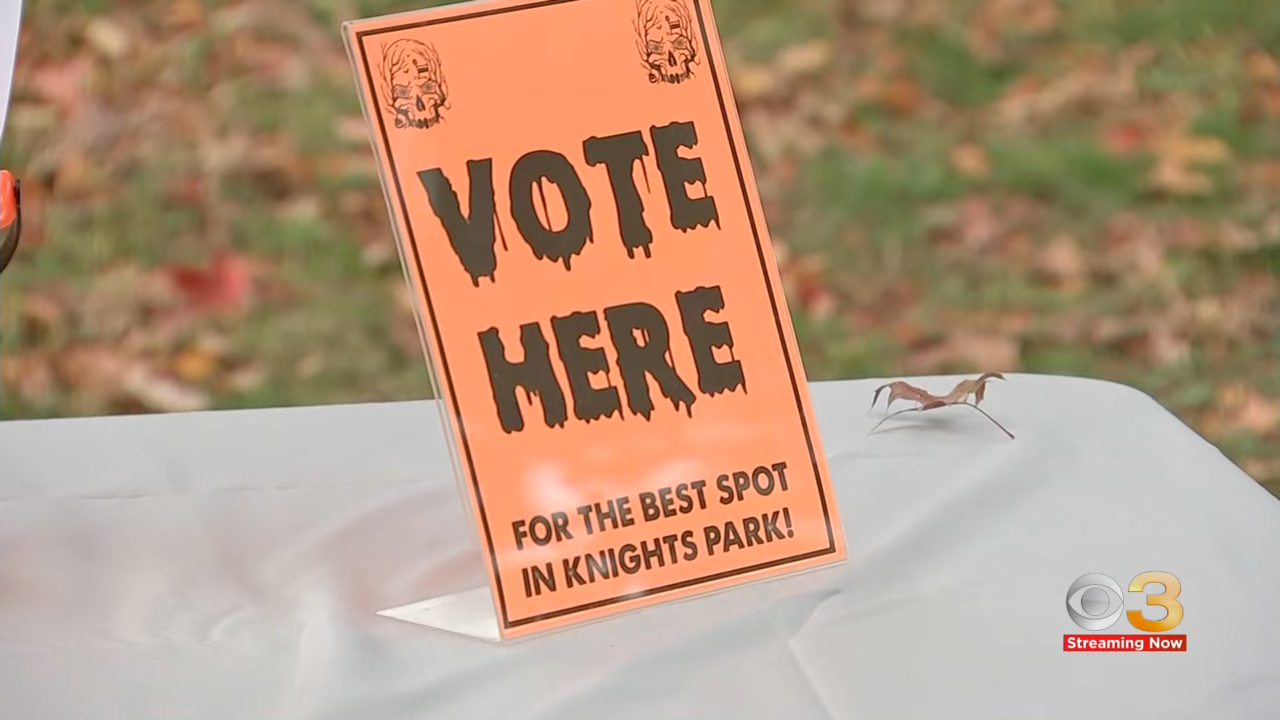 VOTE
HERE
FOR THE BEST SPOT
IN KNIGHTS PARK!
3
Streaming Now